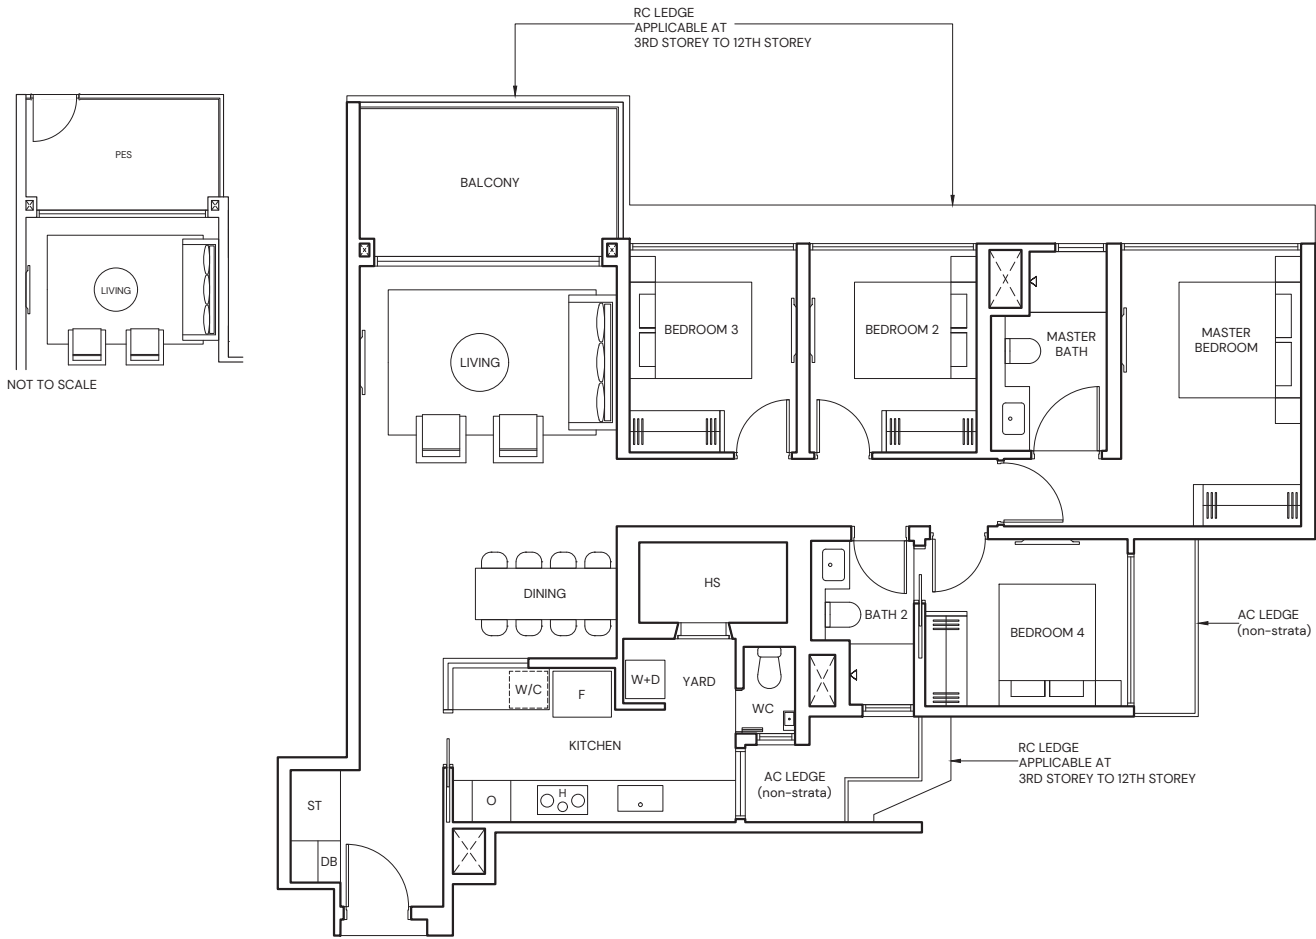 RC LEDGE
APPLICABLE AT
3RD STOREY TO 12TH STOREY
PES
LIVING
NOT TO SCALE
BALCONY
LIVING
BEDROOM 3
BEDROOM 2
MASTER
BATH
MASTER
BEDROOM
DINING
HS
BATH 2
BEDROOM 4
AC LEDGE
(non-strata)
W/C
F
W+D
YARD
WC
KITCHEN
AC LEDGE
(non-strata)
RC LEDGE
APPLICABLE AT
3RD STOREY TO 12TH STOREY
ST
O
H
DB